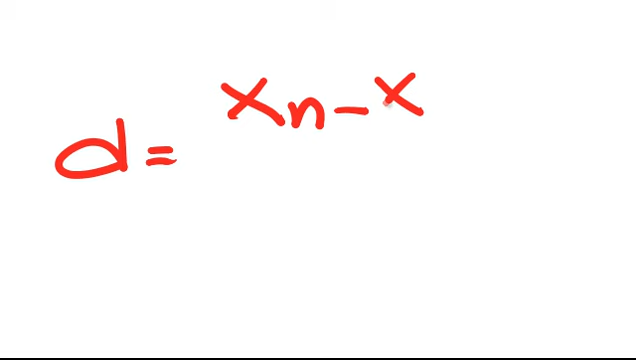 d = xn - x